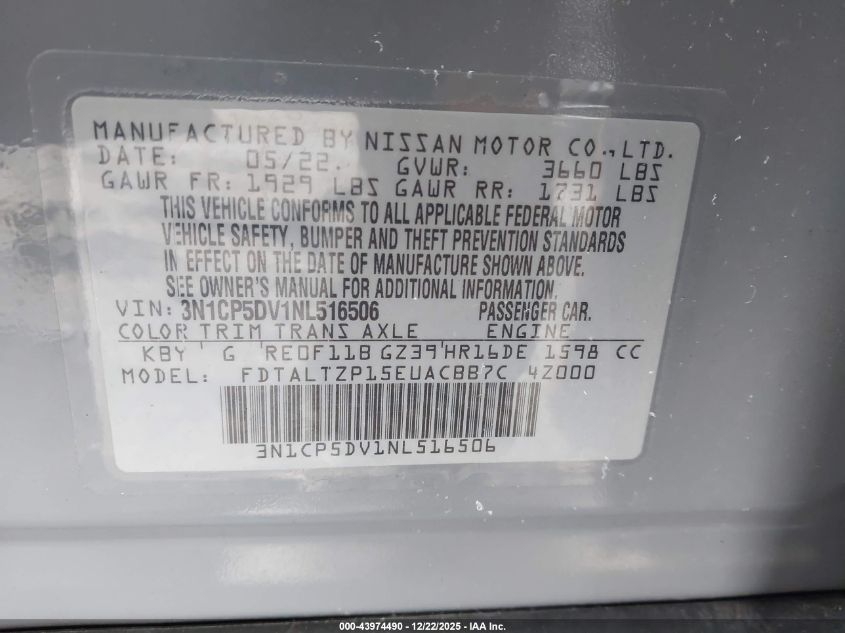 MANUFACTURED BY NISSAN MOTOR CO.,LTD.
DATE: 05/22. GVWR: 3660 LBS
GAWR FR: 1929 LBS GAWR RR: 1731 LBS
THIS VEHICLE CONFORMS TO ALL APPLICABLE FEDERAL MOTOR
VEHICLE SAFETY, BUMPER AND THEFT PREVENTION STANDARDS
IN EFFECT ON THE DATE OF MANUFACTURE SHOWN ABOVE.
SEE OWNER'S MANUAL FOR ADDITIONAL INFORMATION.
VIN: 3N1CP5DV1NL516506 PASSENGER CAR.
COLOR TRIM TRANS AXLE ENGINE
KBY G RE0F11B GZ39 HR16DE 1598 CC
MODEL: FDTALTZP15EUACBB7C 4Z000
3N1CP5DV1NL516506
000-43974490 - 12/22/2025 - IAA Inc.